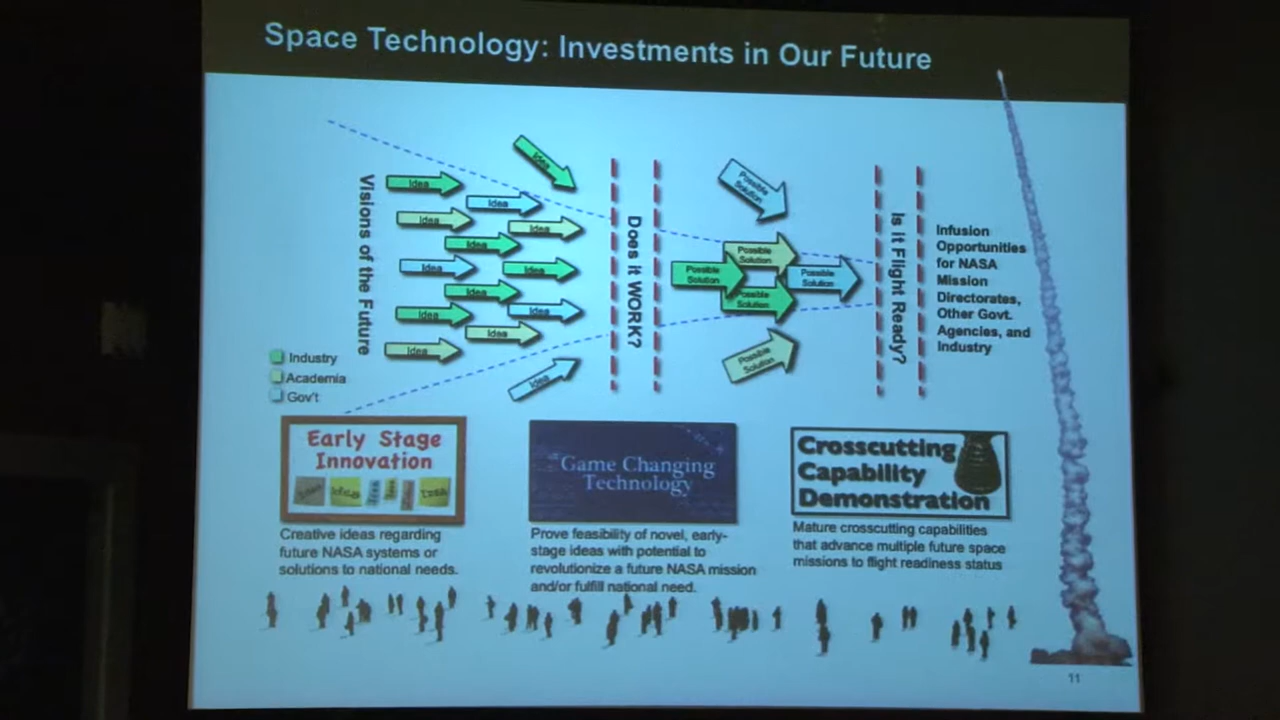 Space Technology: Investments in Our Future
Visions of the Future
Idea
Idea
Idea
Idea
Idea
Idea
Idea
Idea
Idea
Idea
Idea
Idea
Idea
Idea
Does it WORK?
Possible
Solution
Possible
Solution
Possible
Solution
Possible
Solution
Possible
Solution
Possible
Solution
Is it Flight Ready?
Infusion
Opportunities
for NASA
Mission
Directorates,
Other Govt.
Agencies, and
Industry
Industry
Academia
Gov't
Early Stage
Innovation
Idea
Creative ideas regarding
future NASA systems or
solutions to national needs.
Game Changing
Technology
Prove feasibility of novel, early-
stage ideas with potential to
revolutionize a future NASA mission
and/or fulfill national need.
Crosscutting
Capability
Demonstration
Mature crosscutting capabilities
that advance multiple future space
missions to flight readiness status
11